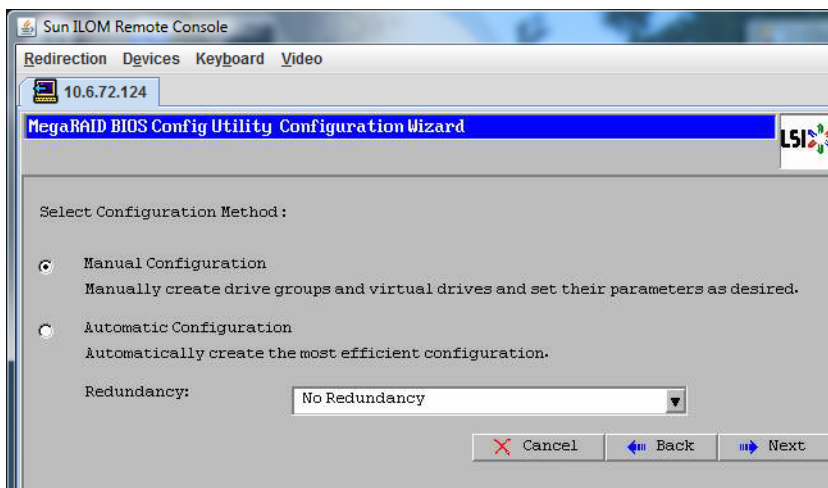 Sun ILOM Remote Console
Redirection Devices Keyboard Video
10.6.72.124
MegaRAID BIOS Config Utility Configuration Wizard
LSI
Select Configuration Method:
Manual Configuration
Manually create drive groups and virtual drives and set their parameters as desired.
Automatic Configuration
Automatically create the most efficient configuration.
Redundancy: No Redundancy
Cancel Back Next